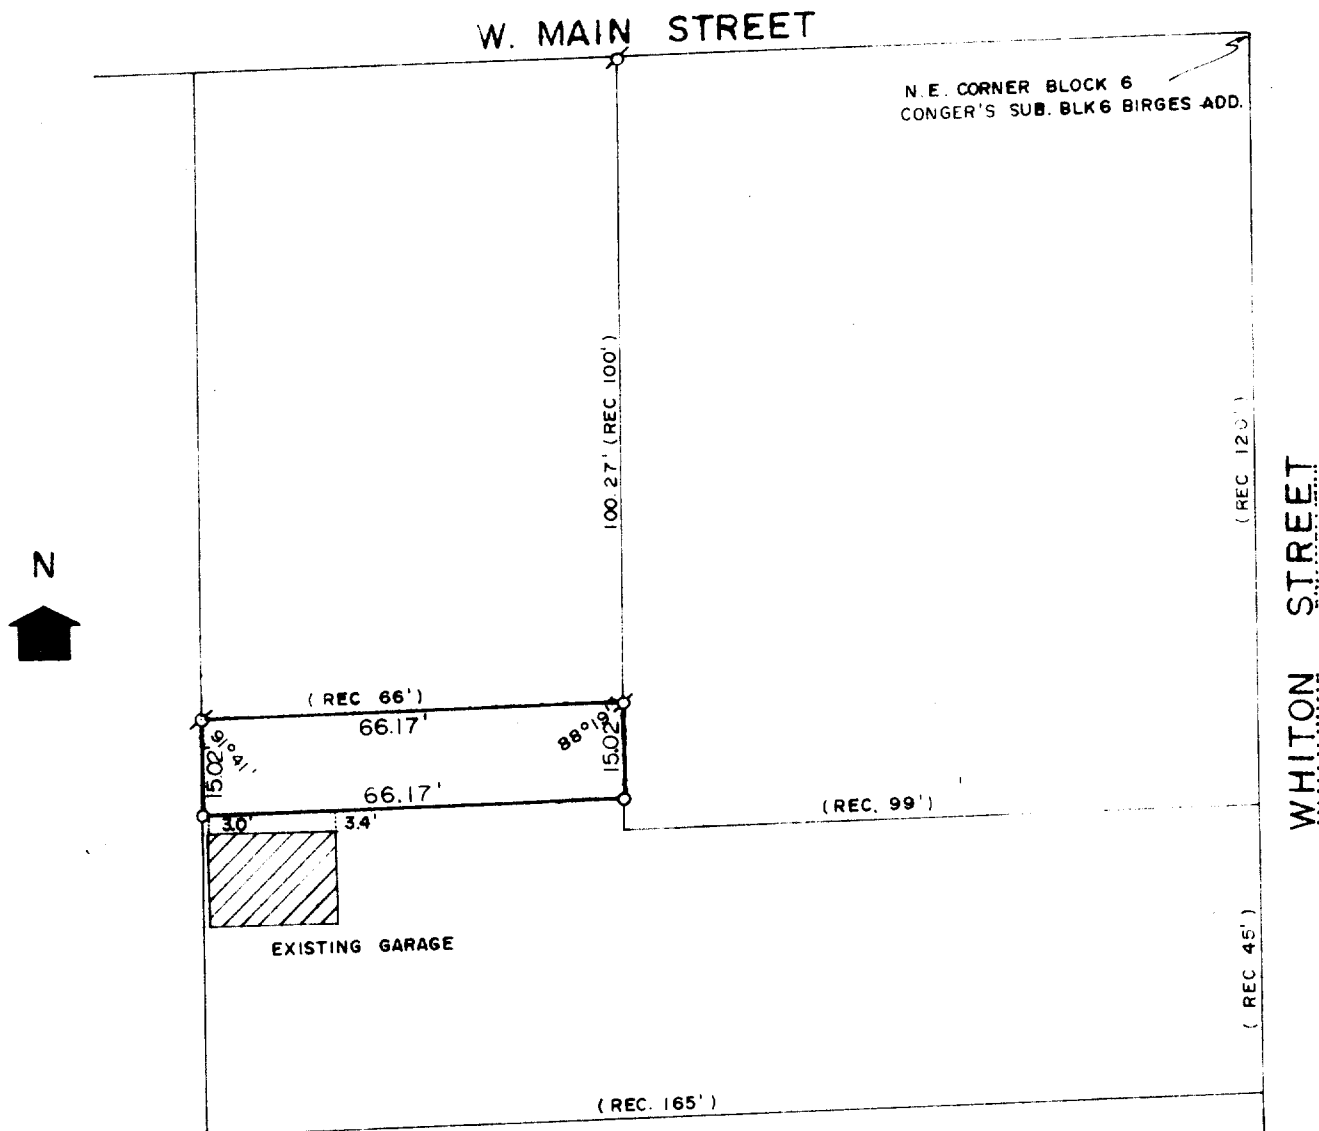 W. MAIN STREET
N.E. CORNER BLOCK 6
CONGER'S SUB. BLK 6 BIRGES ADD.
100.27' (REC 100')
(REC 120')
WHITON STREET
N
(REC 66')
66.17'
91°41'
88°19'
15.02'
15.02'
66.17'
3.0'
3.4'
(REC. 99')
EXISTING GARAGE
(REC 45')
(REC. 165')